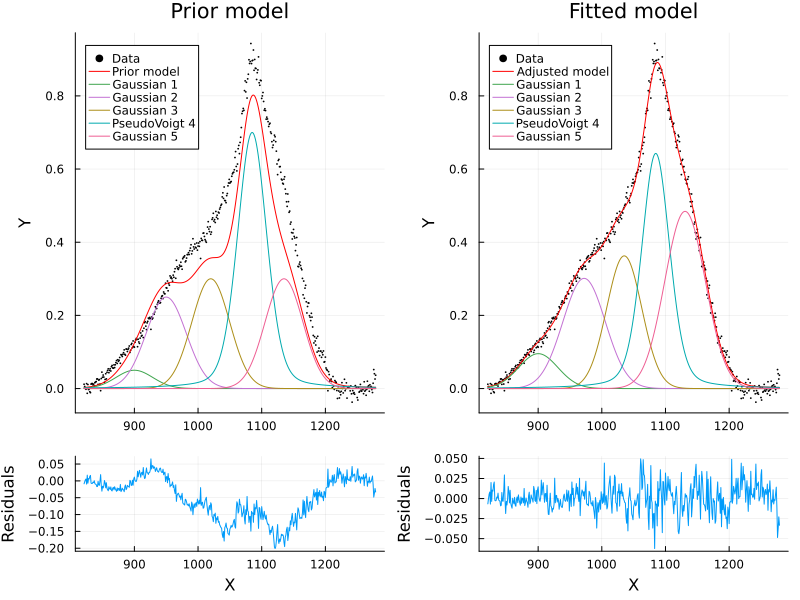 Prior model
Data
Prior model
Gaussian 1
Gaussian 2
Gaussian 3
PseudoVoigt 4
Gaussian 5
Y
0.8
0.6
0.4
0.2
0.0
900 1000 1100 1200
Residuals
0.05
0.00
−0.05
−0.10
−0.15
−0.20
900 1000 1100 1200
X
Fitted model
Data
Adjusted model
Gaussian 1
Gaussian 2
Gaussian 3
PseudoVoigt 4
Gaussian 5
Y
0.8
0.6
0.4
0.2
0.0
900 1000 1100 1200
Residuals
0.050
0.025
0.000
−0.025
−0.050
900 1000 1100 1200
X